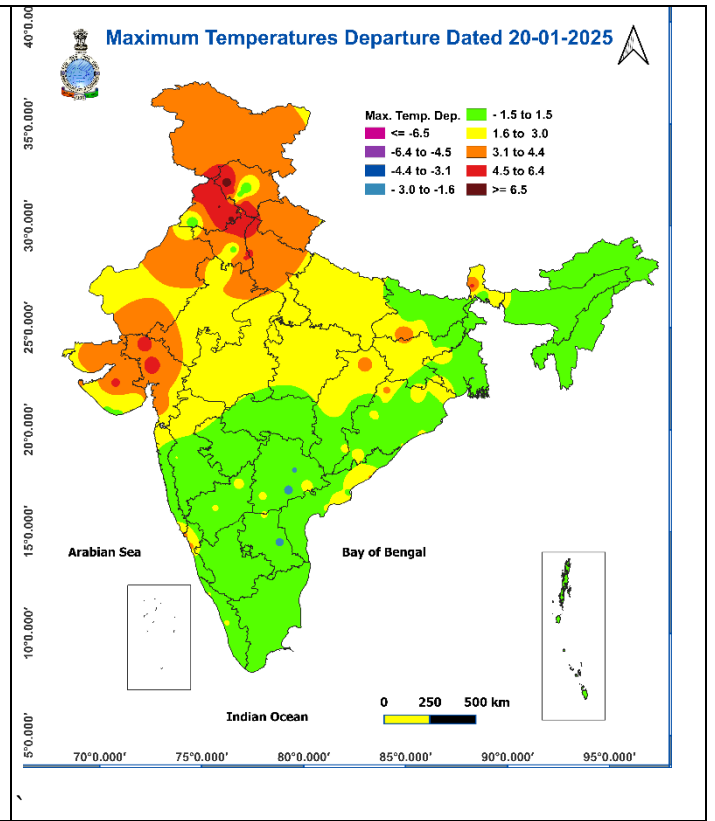 Maximum Temperatures Departure Dated 20-01-2025
Max. Temp. Dep.
<= -6.5
-6.4 to -4.5
-4.4 to -3.1
- 3.0 to -1.6
- 1.5 to 1.5
1.6 to 3.0
3.1 to 4.4
4.5 to 6.4
>= 6.5
40°0.00
35°0.000'
30°0.000'
25°0.000'
20°0.000'
15°0.000'
10°0.000'
5°0.000'
Arabian Sea
Bay of Bengal
Indian Ocean
0 250 500 km
70°0.000' 75°0.000' 80°0.000' 85°0.000' 90°0.000' 95°0.000'
`